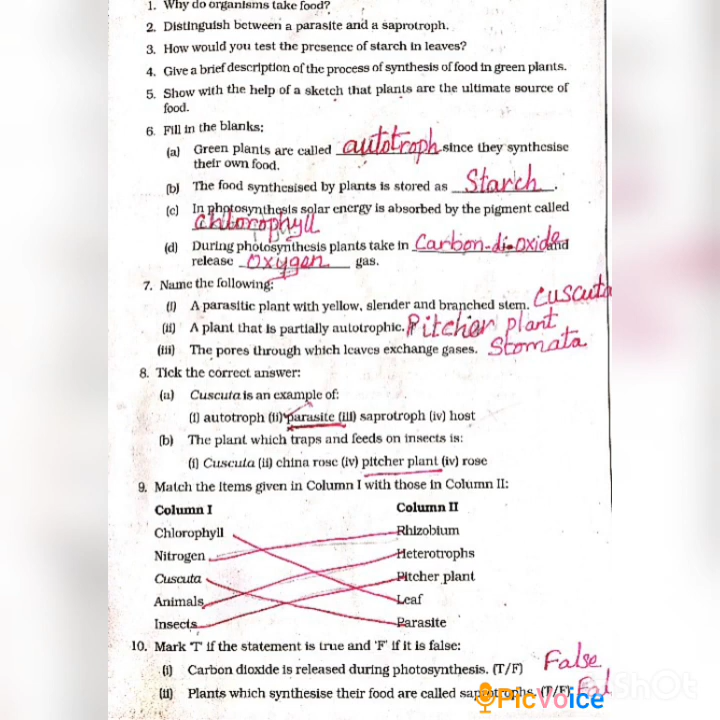 1. Why do organisms take food?
2. Distinguish between a parasite and a saprotroph.
3. How would you test the presence of starch in leaves?
4. Give a brief description of the process of synthesis of food in green plants.
5. Show with the help of a sketch that plants are the ultimate source of
food.
6. Fill in the blanks:
(a) Green plants are called autotroph since they synthesise
their own food.
(b) The food synthesised by plants is stored as Starch.
(c) In photosynthesis solar energy is absorbed by the pigment called
chlorophyll
(d) During photosynthesis plants take in Carbon-di-oxide and
release oxygen gas.
7. Name the following:
(i) A parasitic plant with yellow, slender and branched stem. Cuscuta
(ii) A plant that is partially autotrophic. Pitcher plant
(iii) The pores through which leaves exchange gases. Stomata
8. Tick the correct answer:
(a) Cuscuta is an example of:
(i) autotroph (ii) parasite (iii) saprotroph (iv) host
(b) The plant which traps and feeds on insects is:
(i) Cuscuta (ii) china rose (iv) pitcher plant (iv) rose
9. Match the items given in Column I with those in Column II:
Column I Column II
Chlorophyll Rhizobium
Nitrogen Heterotrophs
Cuscuta Pitcher plant
Animals Leaf
Insects Parasite
10. Mark 'T' if the statement is true and 'F' if it is false:
(i) Carbon dioxide is released during photosynthesis. (T/F) False
(ii) Plants which synthesise their food are called saprotrophs. (T/F) Fal
PicVoice